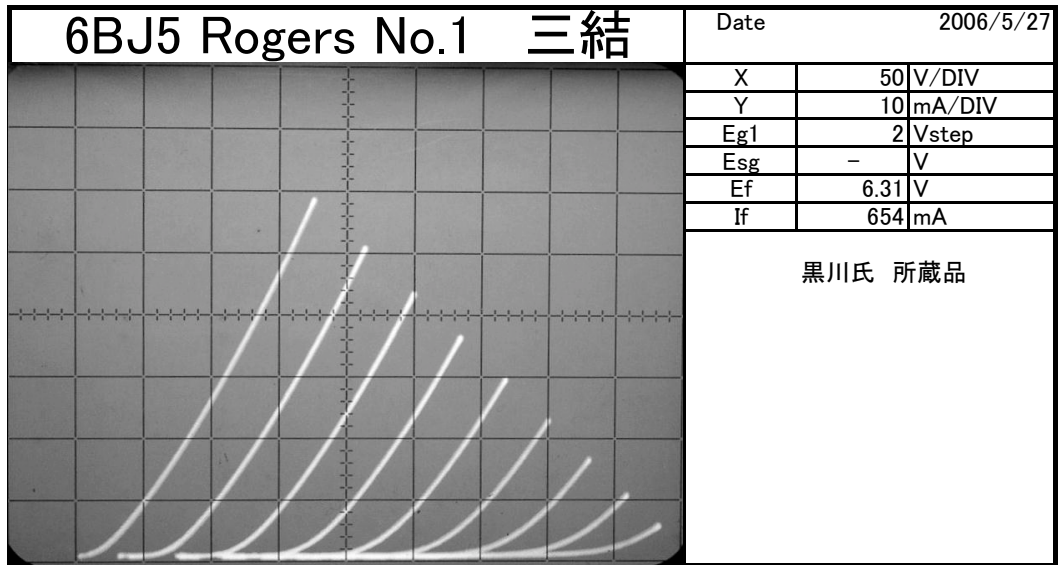 6BJ5 Rogers No.1 三結
Date 2006/5/27
X 50 V/DIV
Y 10 mA/DIV
Eg1 2 Vstep
Esg - V
Ef 6.31 V
If 654 mA
黒川氏 所蔵品